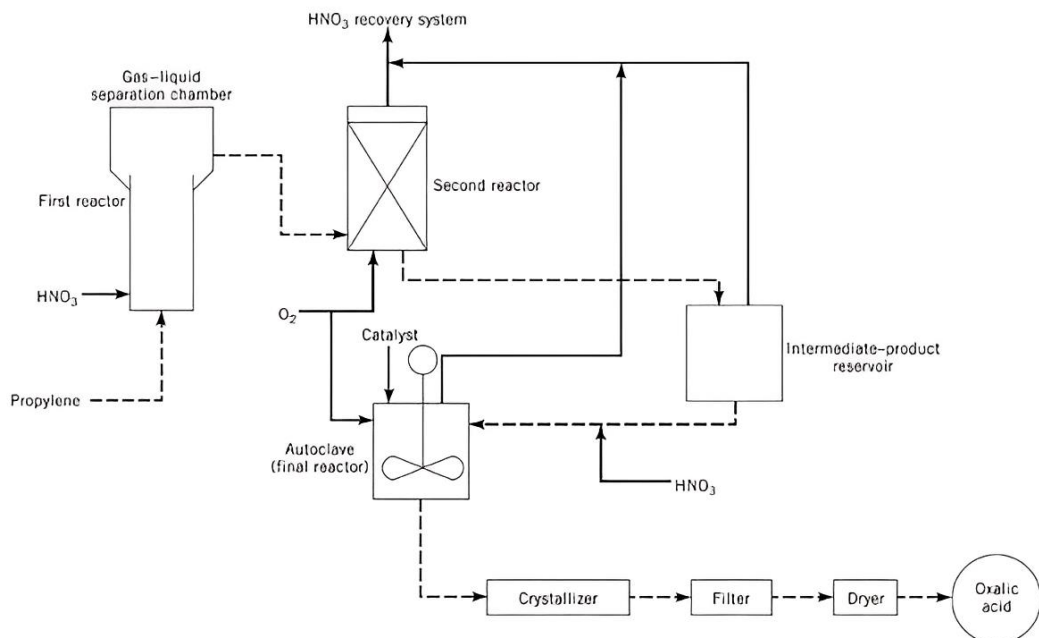 HNO₃ recovery system
Gas–liquid
separation chamber
First reactor
Second reactor
HNO₃
O₂
Catalyst
Intermediate–product
reservoir
Propylene
Autoclave
(final reactor)
HNO₃
Crystallizer
Filter
Dryer
Oxalic
acid